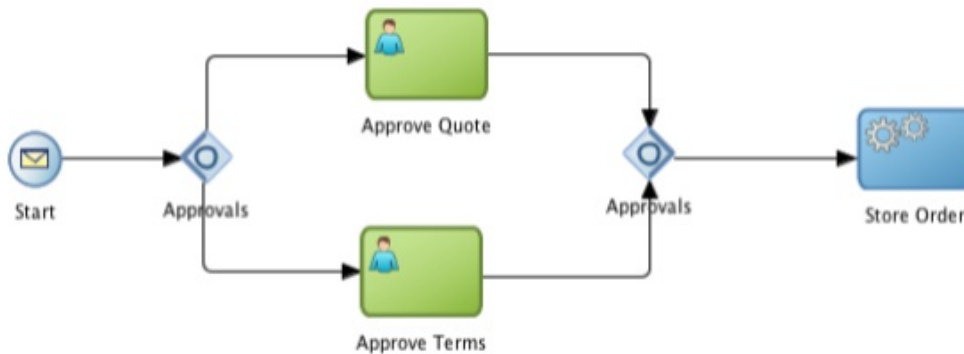 Approve Quote
Start
Approvals
Approvals
Store Order
Approve Terms